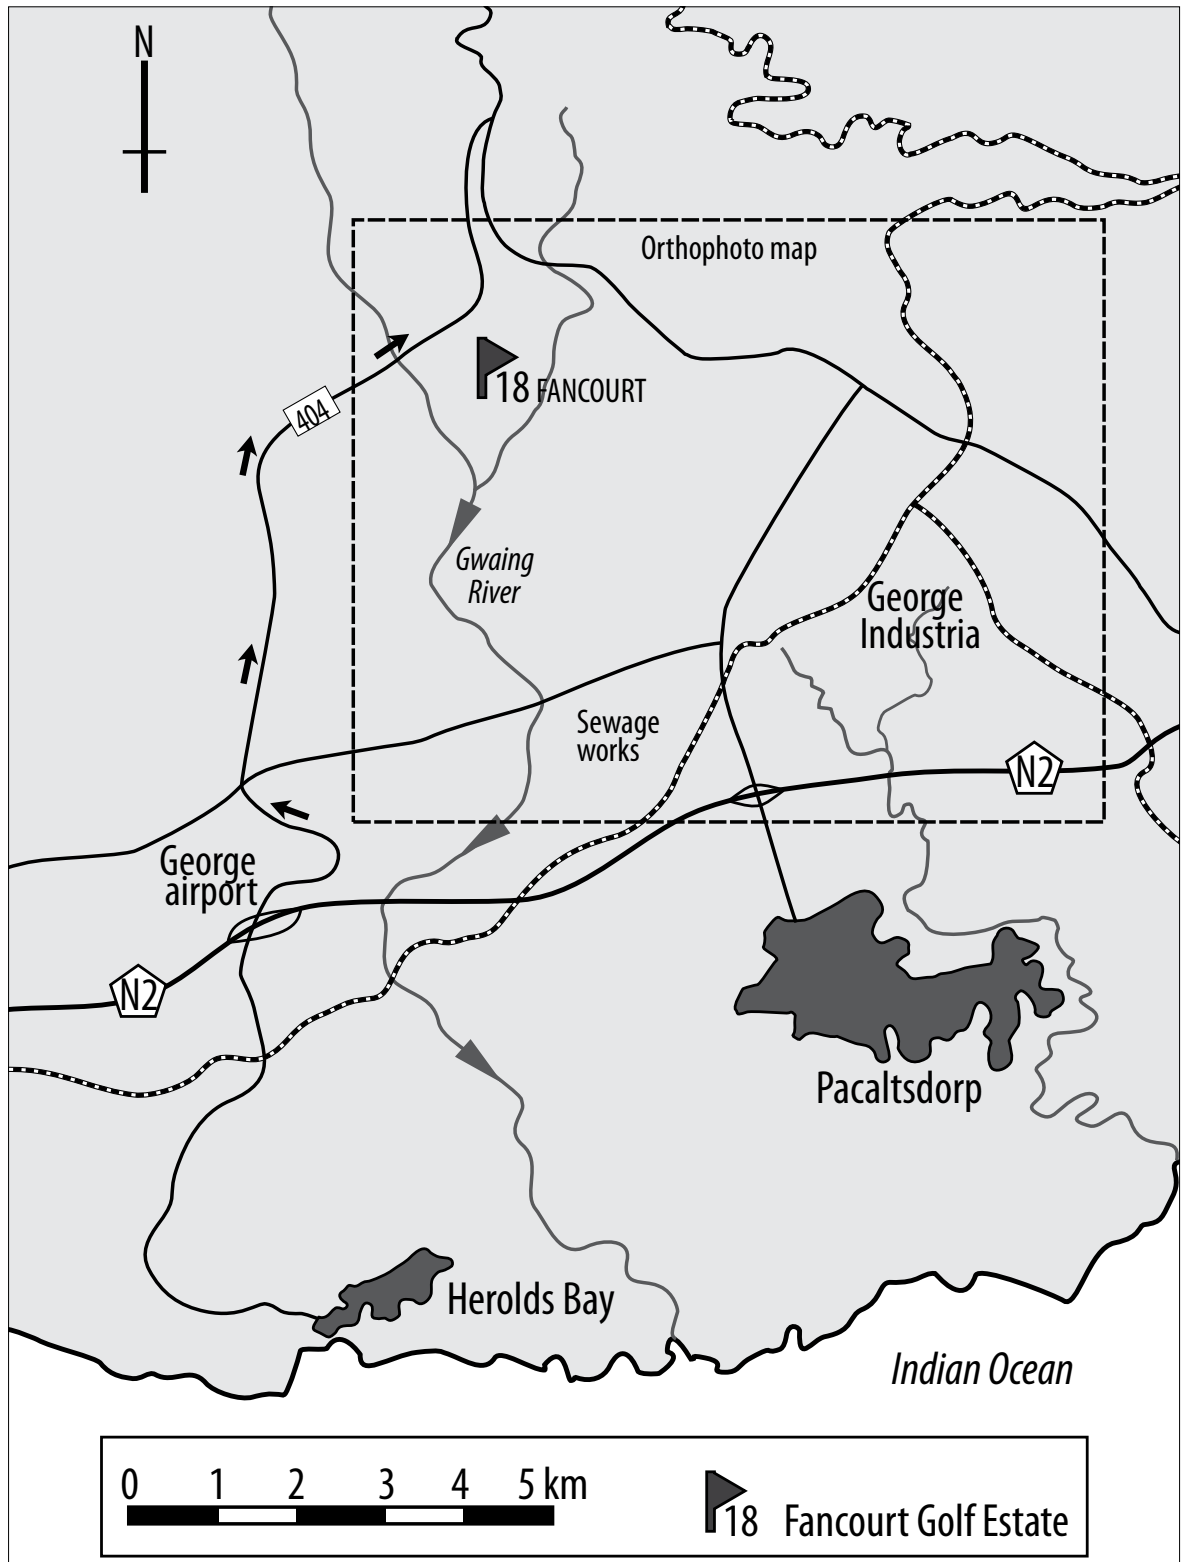 N
Orthophoto map
18 FANCOURT
404
Gwaing
River
George
Industria
Sewage
works
N2
George
airport
N2
Pacaltsdorp
Herolds Bay
Indian Ocean
0 1 2 3 4 5 km
18 Fancourt Golf Estate